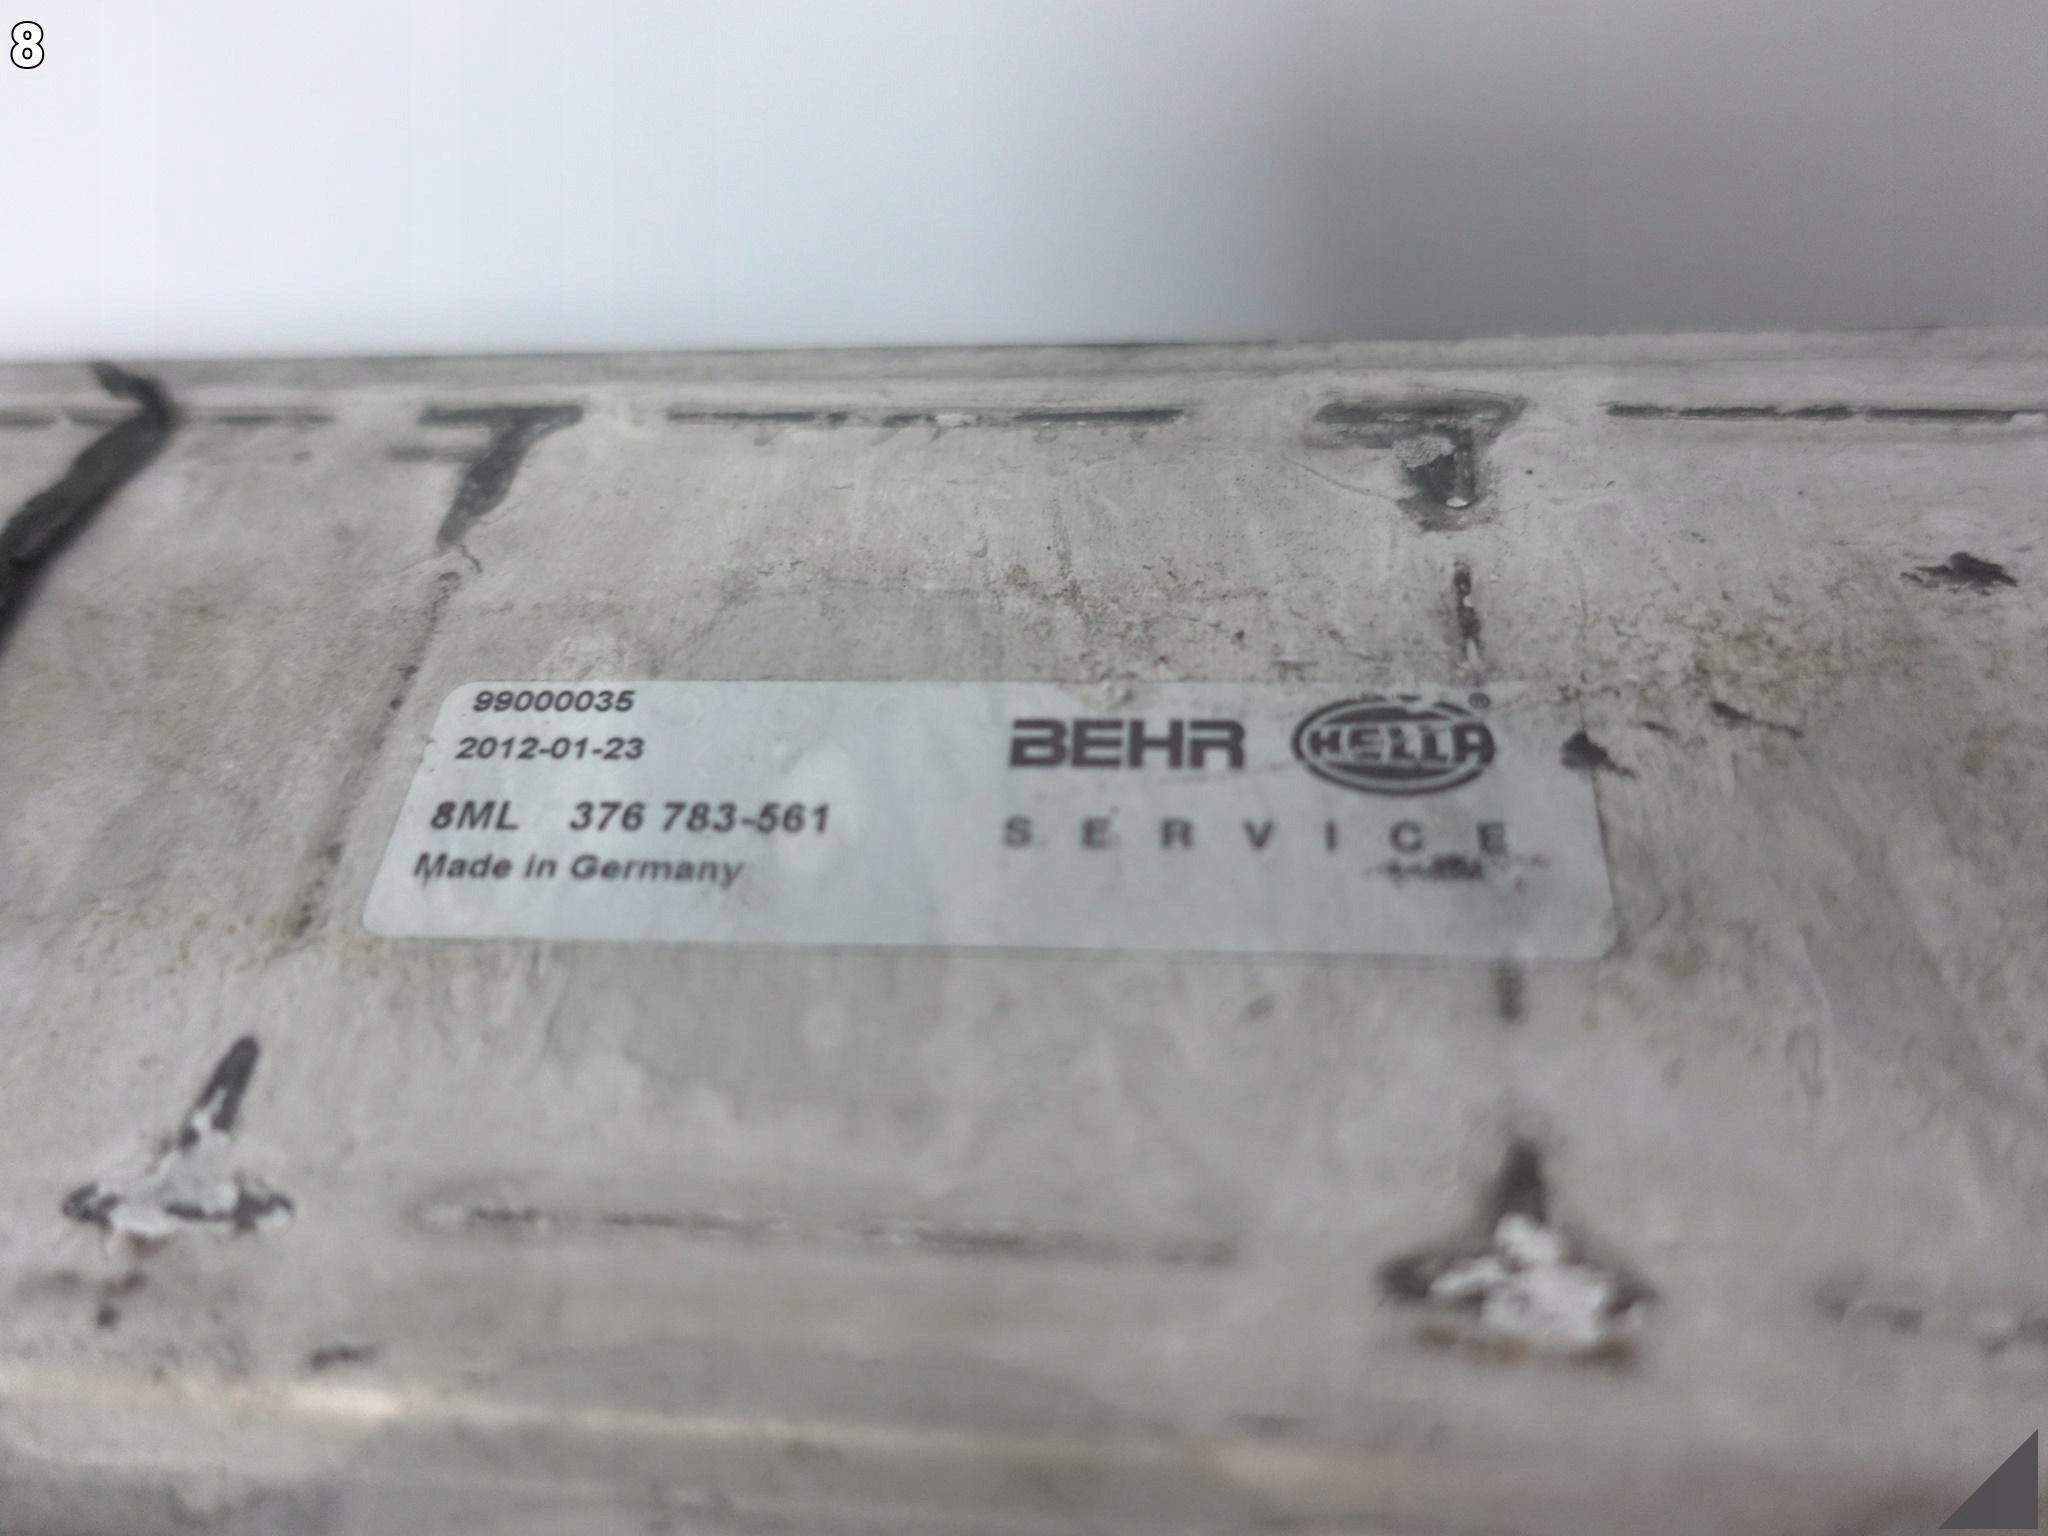 8
99000035
2012-01-23
8ML 376 783-561
Made in Germany
BEHR HELLA®
SERVICE